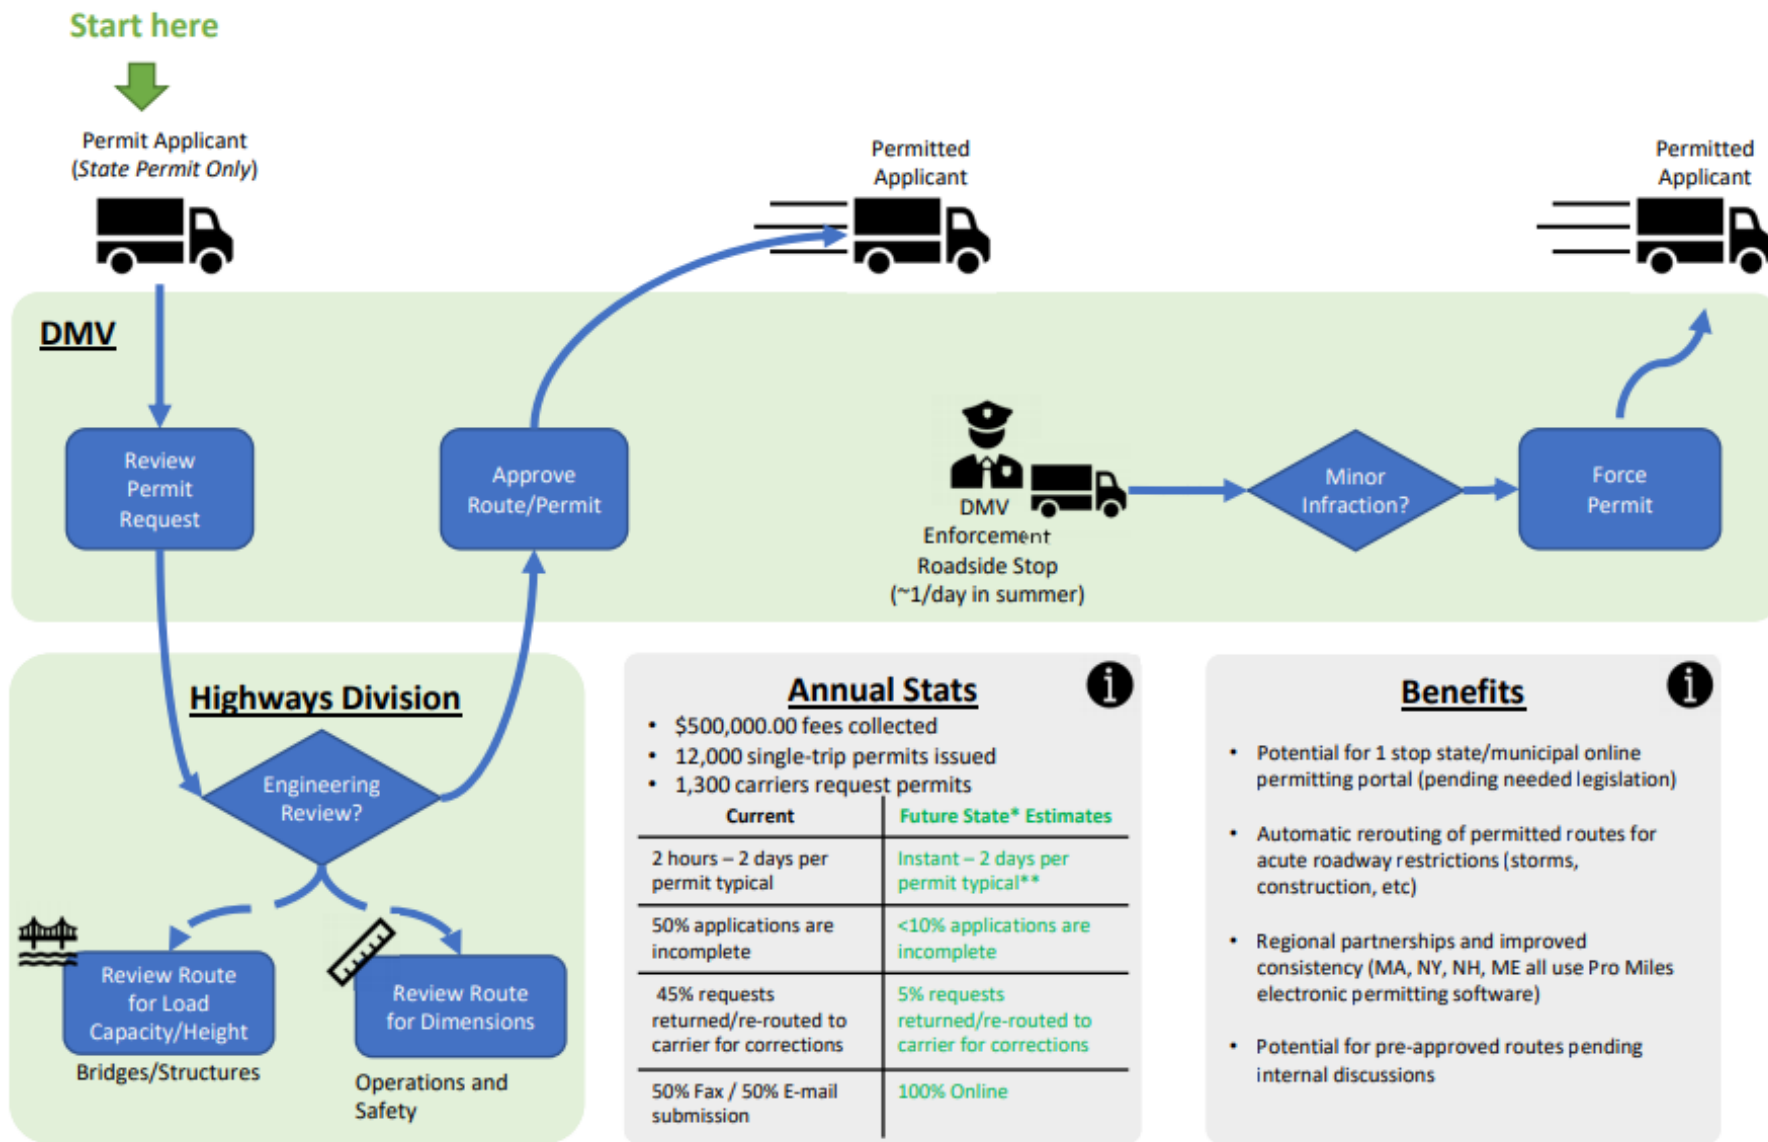 Start here
Permit Applicant
(State Permit Only)
Permitted
Applicant
Permitted
Applicant
DMV
Review
Permit
Request
Approve
Route/Permit
DMV
Enforcement
Roadside Stop
(~1/day in summer)
Minor
Infraction?
Force
Permit
Highways Division
Engineering
Review?
Review Route
for Load
Capacity/Height
Bridges/Structures
Review Route
for Dimensions
Operations and
Safety
Annual Stats
• $500,000.00 fees collected
• 12,000 single-trip permits issued
• 1,300 carriers request permits
Current
Future State* Estimates
2 hours – 2 days per
permit typical
Instant – 2 days per
permit typical**
50% applications are
incomplete
<10% applications are
incomplete
45% requests
returned/re-routed to
carrier for corrections
5% requests
returned/re-routed to
carrier for corrections
50% Fax / 50% E-mail
submission
100% Online
Benefits
• Potential for 1 stop state/municipal online
permitting portal (pending needed legislation)
• Automatic rerouting of permitted routes for
acute roadway restrictions (storms,
construction, etc)
• Regional partnerships and improved
consistency (MA, NY, NH, ME all use Pro Miles
electronic permitting software)
• Potential for pre-approved routes pending
internal discussions